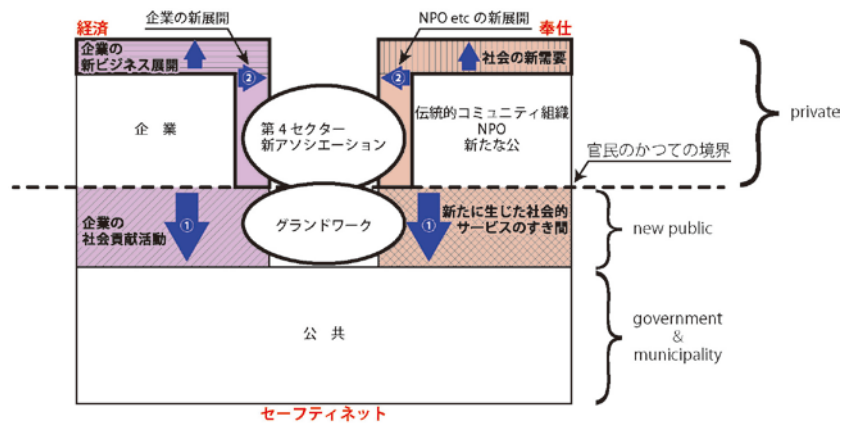 企業の新展開
NPO etc の新展開
経済
奉仕
企業の
新ビジネス展開
社会の新需要
②
②
企 業
第4セクター
新アソシエーション
伝統的コミュニティ組織
NPO
新たな公
private
官民のかつての境界
企業の
社会貢献活動
①
グランドワーク
①
新たに生じた社会的
サービスのすき間
new public
公 共
government
&
municipality
セーフティネット